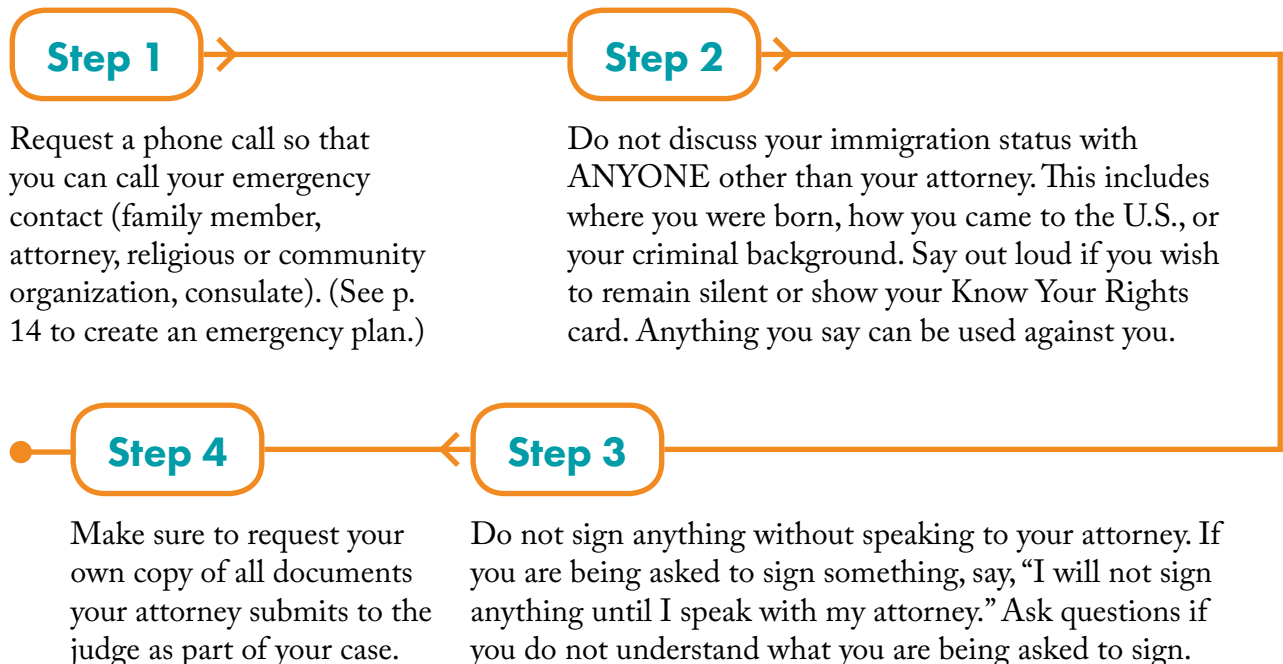 Step 1
Request a phone call so that
you can call your emergency
contact (family member,
attorney, religious or community
organization, consulate). (See p.
14 to create an emergency plan.)
Step 2
Do not discuss your immigration status with
ANYONE other than your attorney. This includes
where you were born, how you came to the U.S., or
your criminal background. Say out loud if you wish
to remain silent or show your Know Your Rights
card. Anything you say can be used against you.
Step 3
Do not sign anything without speaking to your attorney. If
you are being asked to sign something, say, “I will not sign
anything until I speak with my attorney.” Ask questions if
you do not understand what you are being asked to sign.
Step 4
Make sure to request your
own copy of all documents
your attorney submits to the
judge as part of your case.